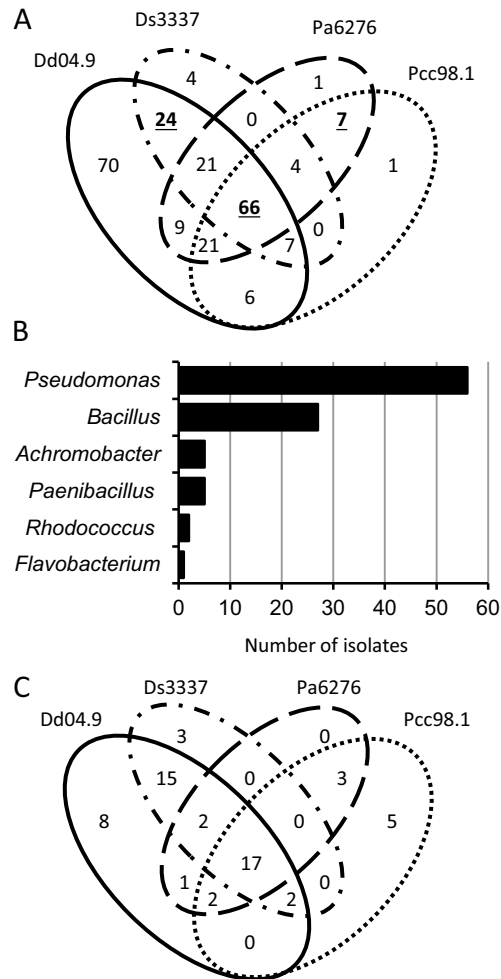 A
Ds3337
Pa6276
Dd04.9
Pcc98.1
4
1
24
0
7
70
21
4
1
66
9
21
7
0
6
B
Pseudomonas
Bacillus
Achromobacter
Paenibacillus
Rhodococcus
Flavobacterium
0 10 20 30 40 50 60
Number of isolates
C
Ds3337
Pa6276
Dd04.9
Pcc98.1
3
0
15
0
3
8
2
0
5
17
1
2
2
0
0